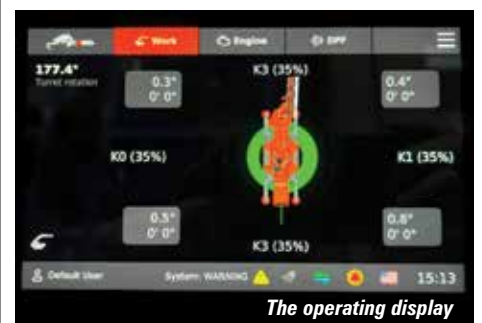 Work Engine DPF
177.4°
Turret rotation
K3 (35%)
0.3°
0' 0"
0.4°
0' 0"
K0 (35%)
K1 (35%)
0.5°
0' 0"
0.8°
0' 0"
K3 (35%)
Default User System: WARNING 15:13
The operating display